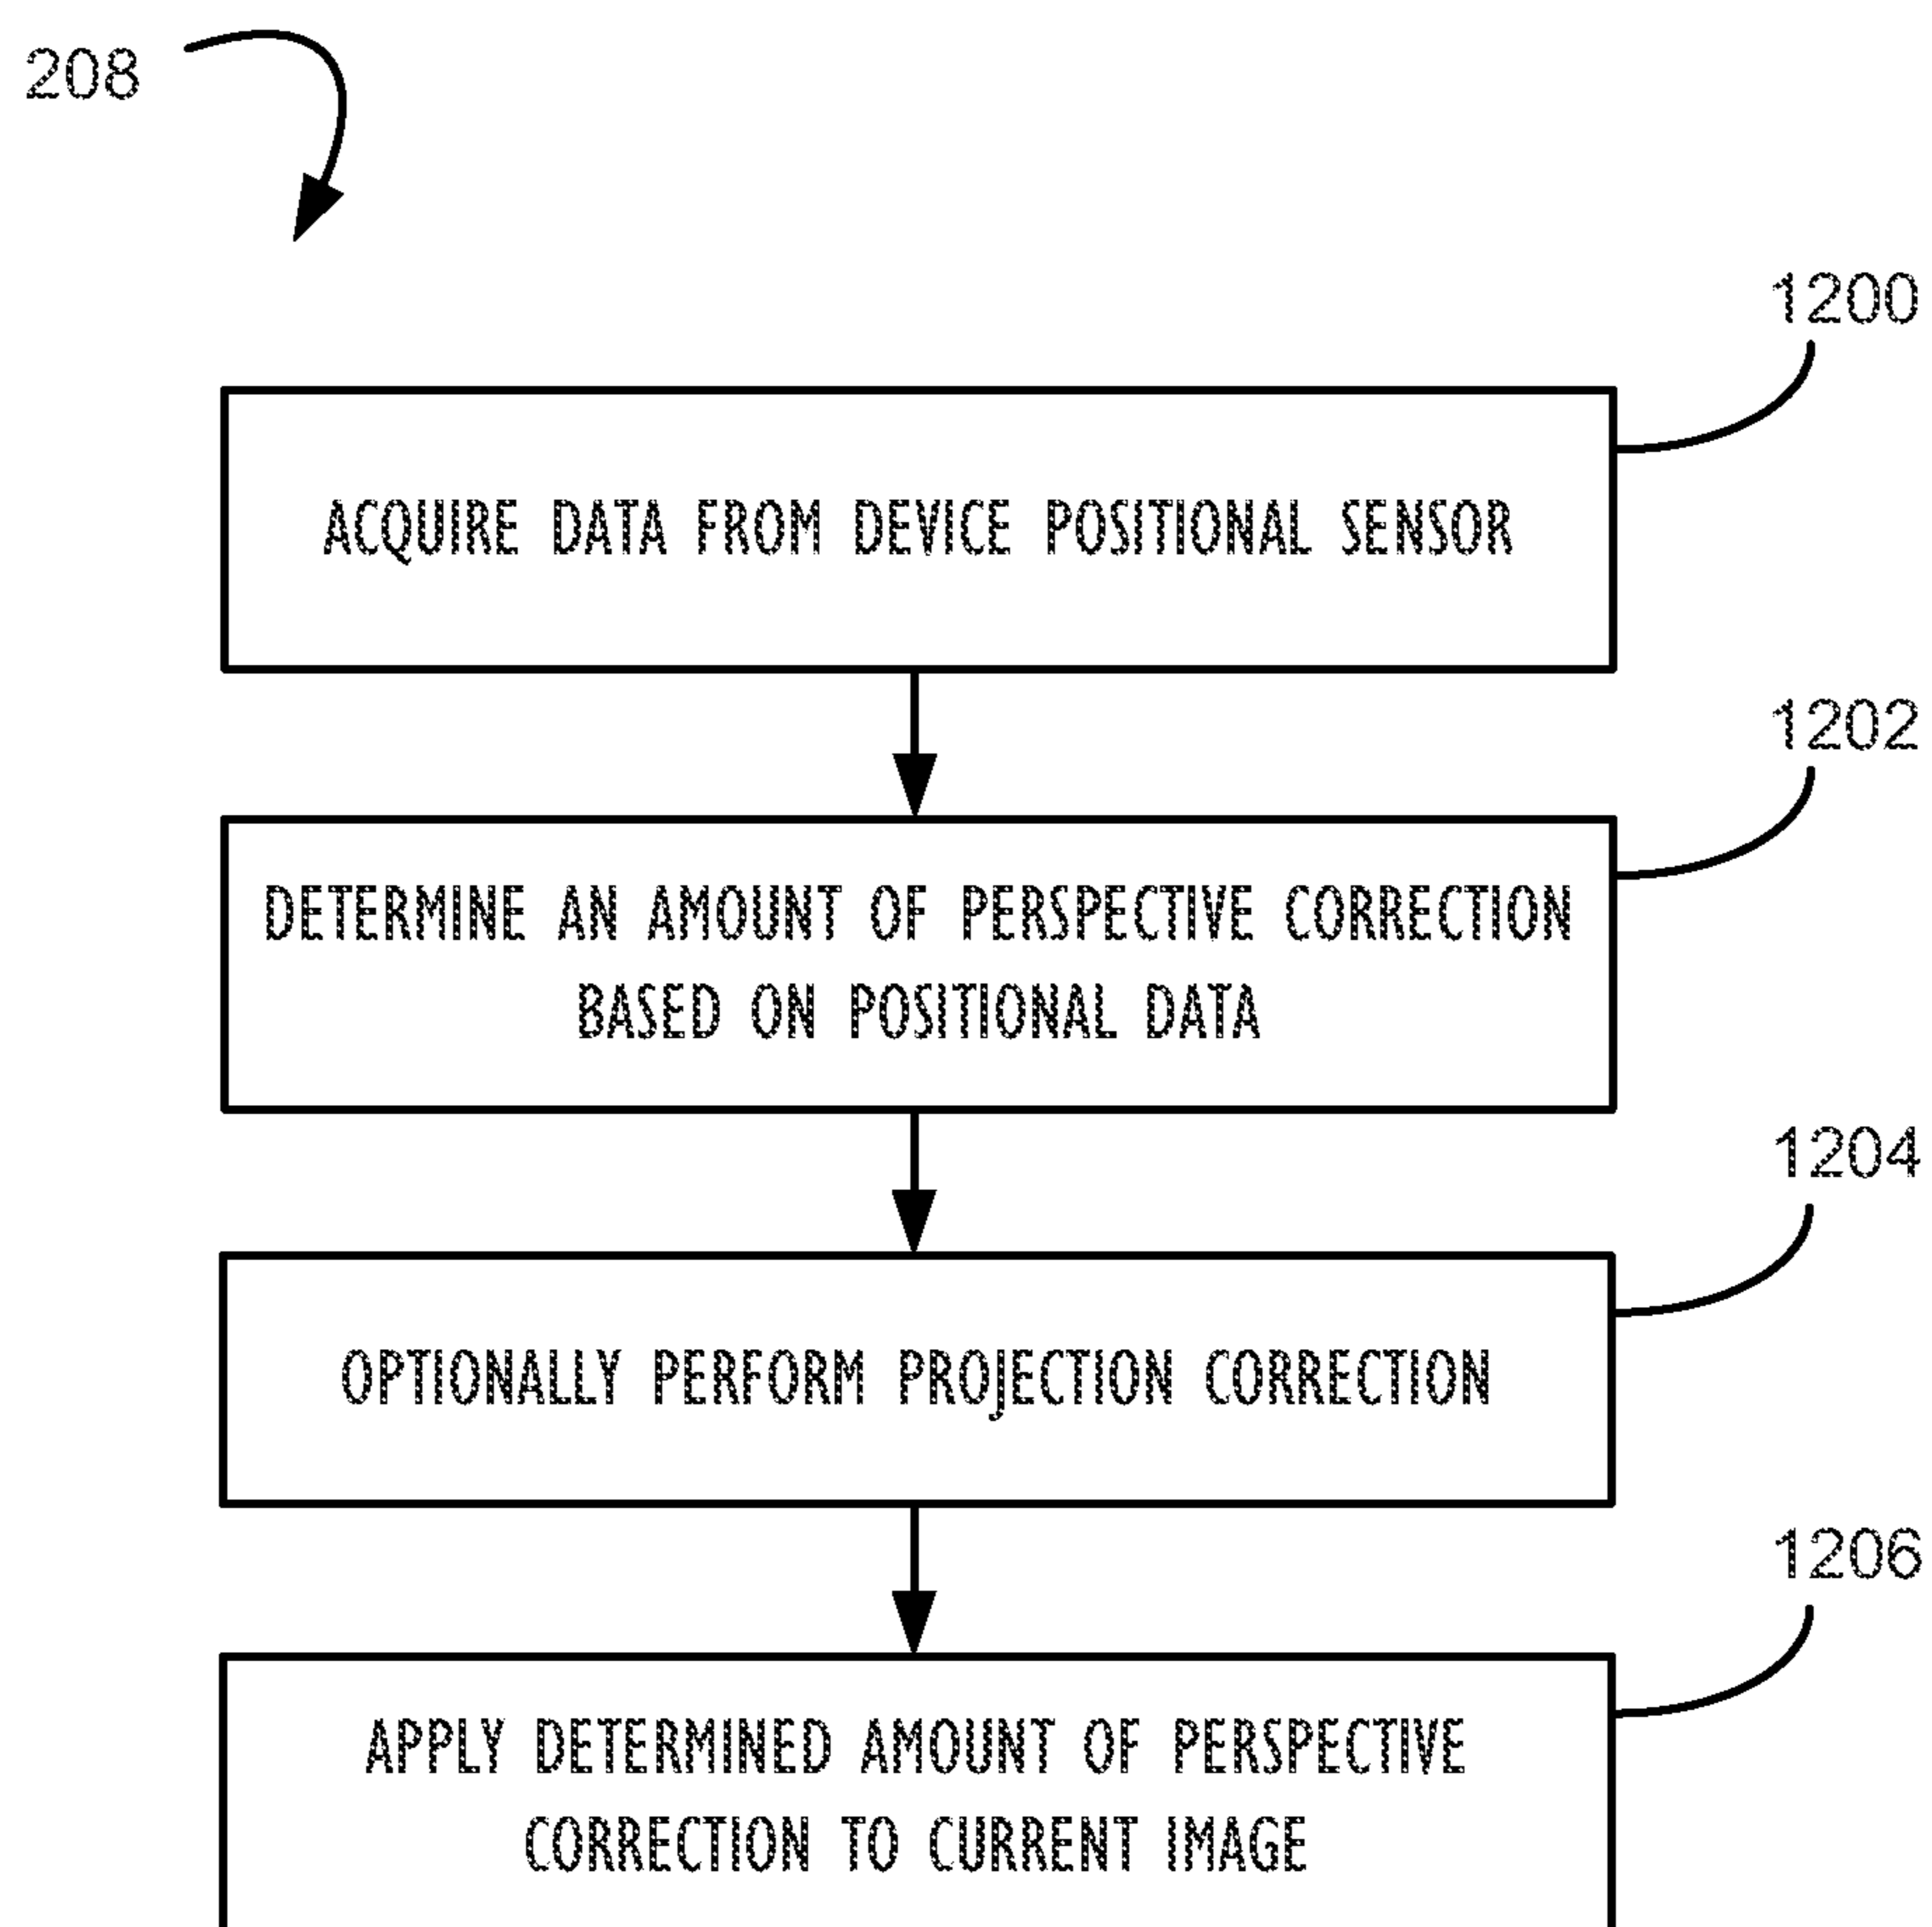 208
1200
ACQUIRE DATA FROM DEVICE POSITIONAL SENSOR
1202
DETERMINE AN AMOUNT OF PERSPECTIVE CORRECTION
BASED ON POSITIONAL DATA
1204
OPTIONALLY PERFORM PROJECTION CORRECTION
1206
APPLY DETERMINED AMOUNT OF PERSPECTIVE
CORRECTION TO CURRENT IMAGE